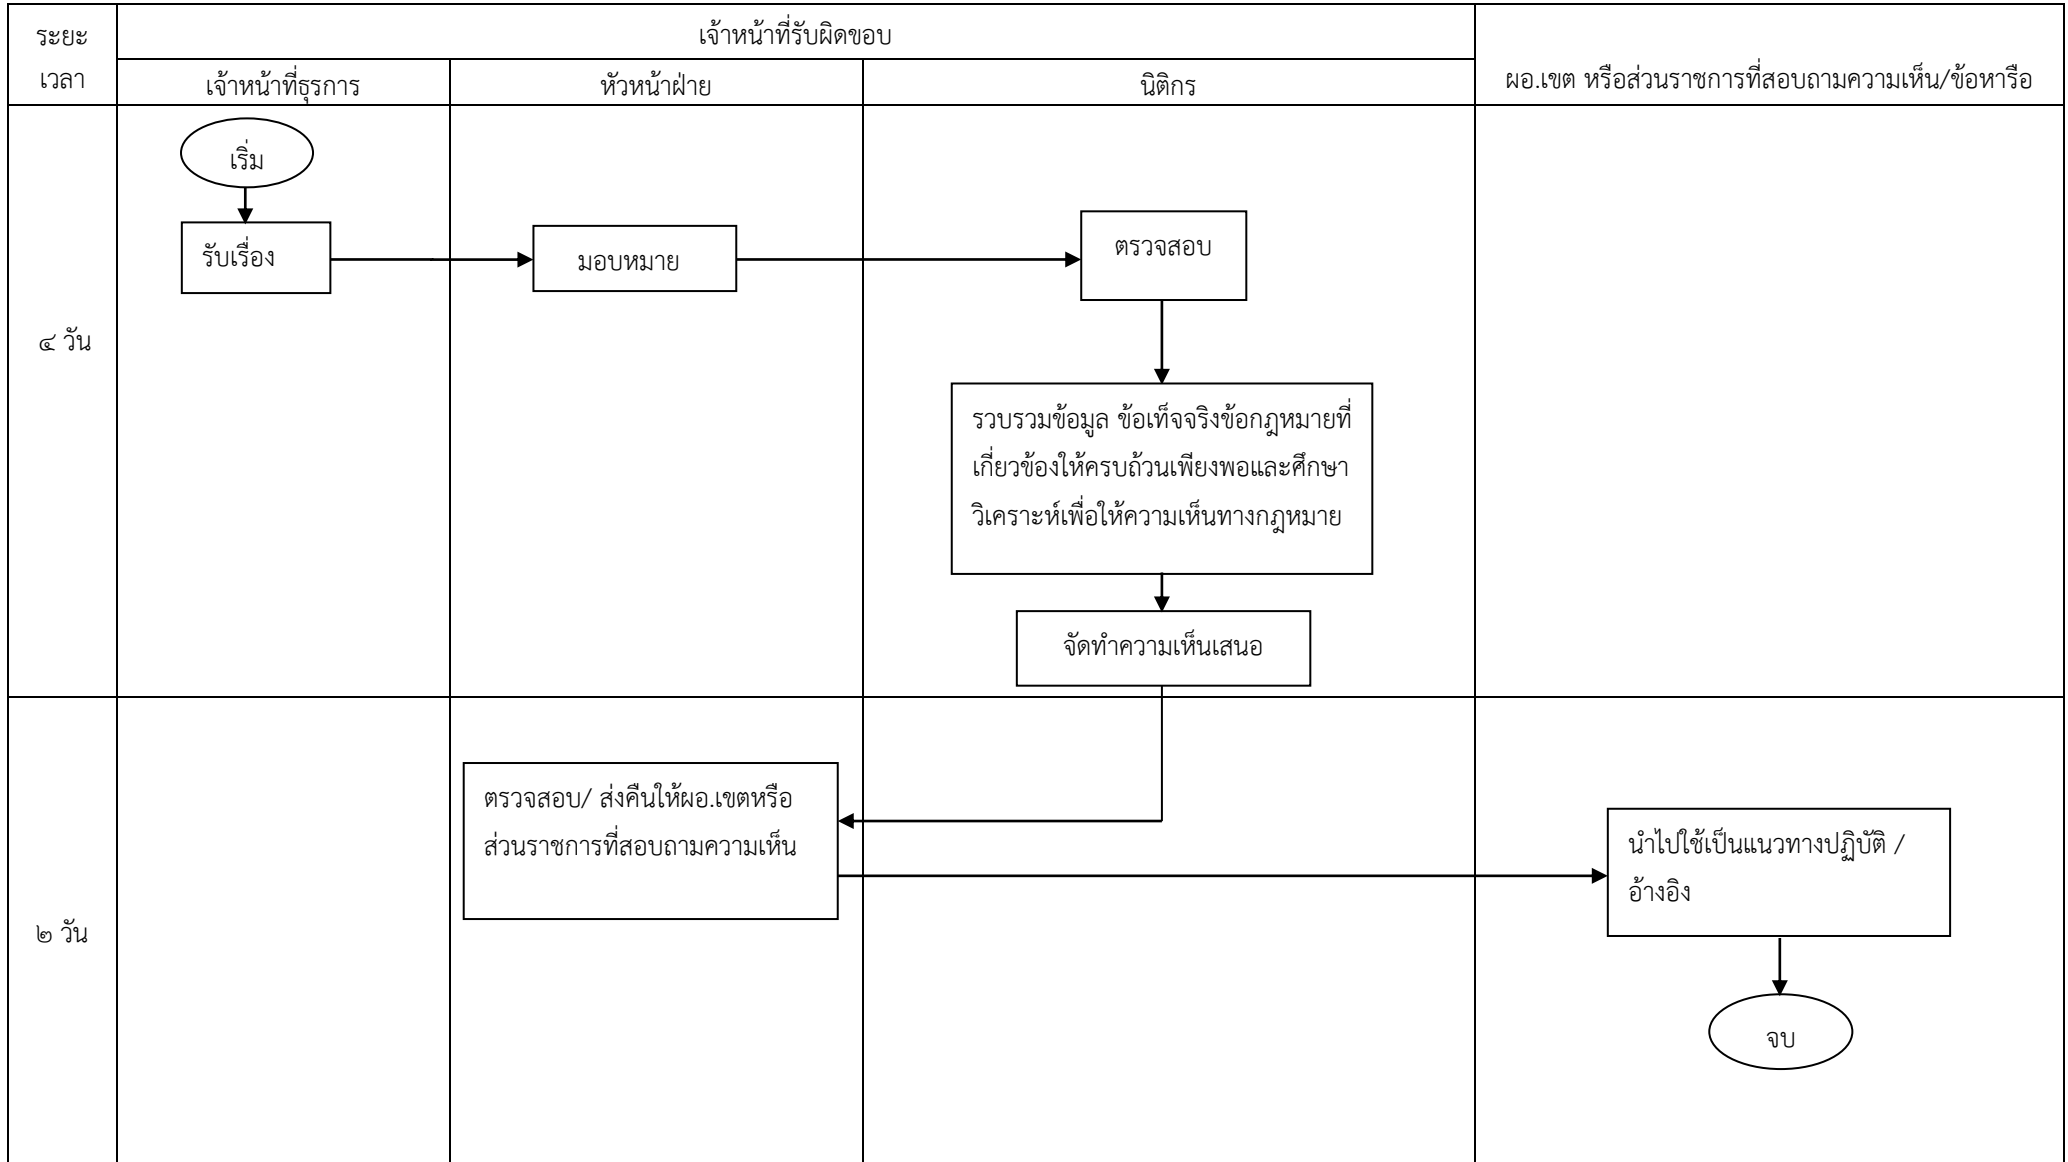 ระยะ
เวลา
เจ้าหน้าที่รับผิดขอบ
เจ้าหน้าที่ธุรการ
หัวหน้าฝ่าย
นิติกร
ผอ.เขต หรือส่วนราชการที่สอบถามความเห็น/ข้อหารือ
๔ วัน
เริ่ม
รับเรื่อง
มอบหมาย
ตรวจสอบ
รวบรวมข้อมูล ข้อเท็จจริงข้อกฎหมายที่
เกี่ยวข้องให้ครบถ้วนเพียงพอและศึกษา
วิเคราะห์เพื่อให้ความเห็นทางกฎหมาย
จัดทำความเห็นเสนอ
๒ วัน
ตรวจสอบ/ ส่งคืนให้ผอ.เขตหรือ
ส่วนราชการที่สอบถามความเห็น
นำไปใช้เป็นแนวทางปฏิบัติ /
อ้างอิง
จบ